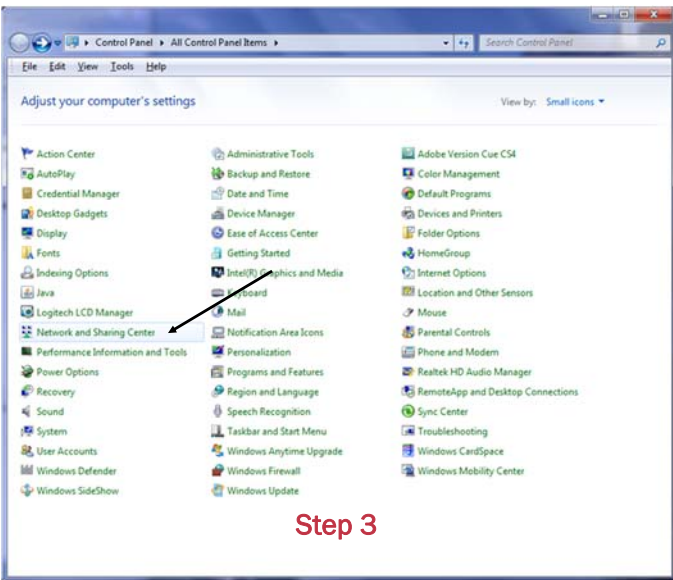 Control Panel ▸ All Control Panel Items ▸ Search Control Panel
File Edit View Tools Help
Adjust your computer's settings View by: Small icons
Action Center Administrative Tools Adobe Version Cue CS4
AutoPlay Backup and Restore Color Management
Credential Manager Date and Time Default Programs
Desktop Gadgets Device Manager Devices and Printers
Display Ease of Access Center Folder Options
Fonts Getting Started HomeGroup
Indexing Options Intel(R) Graphics and Media Internet Options
Java Keyboard Location and Other Sensors
Logitech LCD Manager Mail Mouse
Network and Sharing Center Notification Area Icons Parental Controls
Performance Information and Tools Personalization Phone and Modem
Power Options Programs and Features Realtek HD Audio Manager
Recovery Region and Language RemoteApp and Desktop Connections
Sound Speech Recognition Sync Center
System Taskbar and Start Menu Troubleshooting
User Accounts Windows Anytime Upgrade Windows CardSpace
Windows Defender Windows Firewall Windows Mobility Center
Windows SideShow Windows Update
Step 3